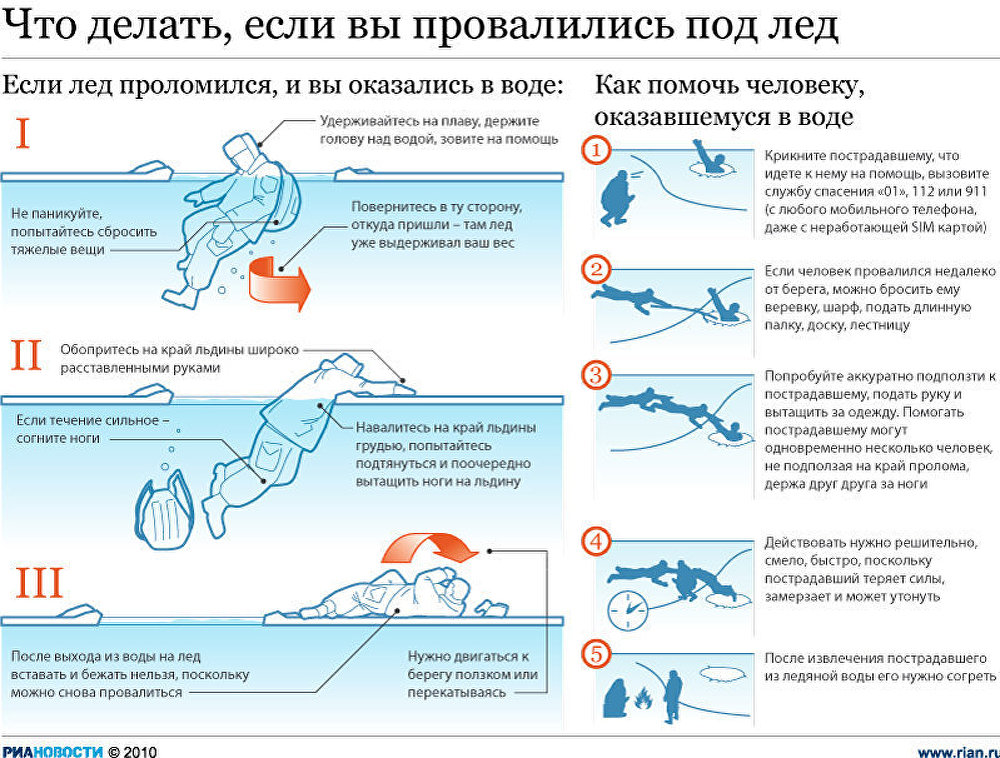 Что делать, если вы провалились под лед
Если лед проломился, и вы оказались в воде:
I
Удерживайтесь на плаву, держите
голову над водой, зовите на помощь
Не паникуйте,
попытайтесь сбросить
тяжелые вещи
Повернитесь в ту сторону,
откуда пришли – там лед
уже выдерживал ваш вес
II
Обопритесь на край льдины широко
расставленными руками
Если течение сильное –
согните ноги
Навалитесь на край льдины
грудью, попытайтесь
подтянуться и поочередно
вытащить ноги на льдину
III
После выхода из воды на лед
вставать и бежать нельзя, поскольку
можно снова провалиться
Нужно двигаться к
берегу ползком или
перекатываясь
Как помочь человеку,
оказавшемуся в воде
1
Крикните пострадавшему, что
идете к нему на помощь, вызовите
службу спасения «01», 112 или 911
(с любого мобильного телефона,
даже с неработающей SIM картой)
2
Если человек провалился недалеко
от берега, можно бросить ему
веревку, шарф, подать длинную
палку, доску, лестницу
3
Попробуйте аккуратно подползти к
пострадавшему, подать руку и
вытащить за одежду. Помогать
пострадавшему могут
одновременно несколько человек,
не подползая на край пролома,
держа друг друга за ноги
4
Действовать нужно решительно,
смело, быстро, поскольку
пострадавший теряет силы,
замерзает и может утонуть
5
После извлечения пострадавшего
из ледяной воды его нужно согреть
РИАНОВОСТИ © 2010
www.rian.ru